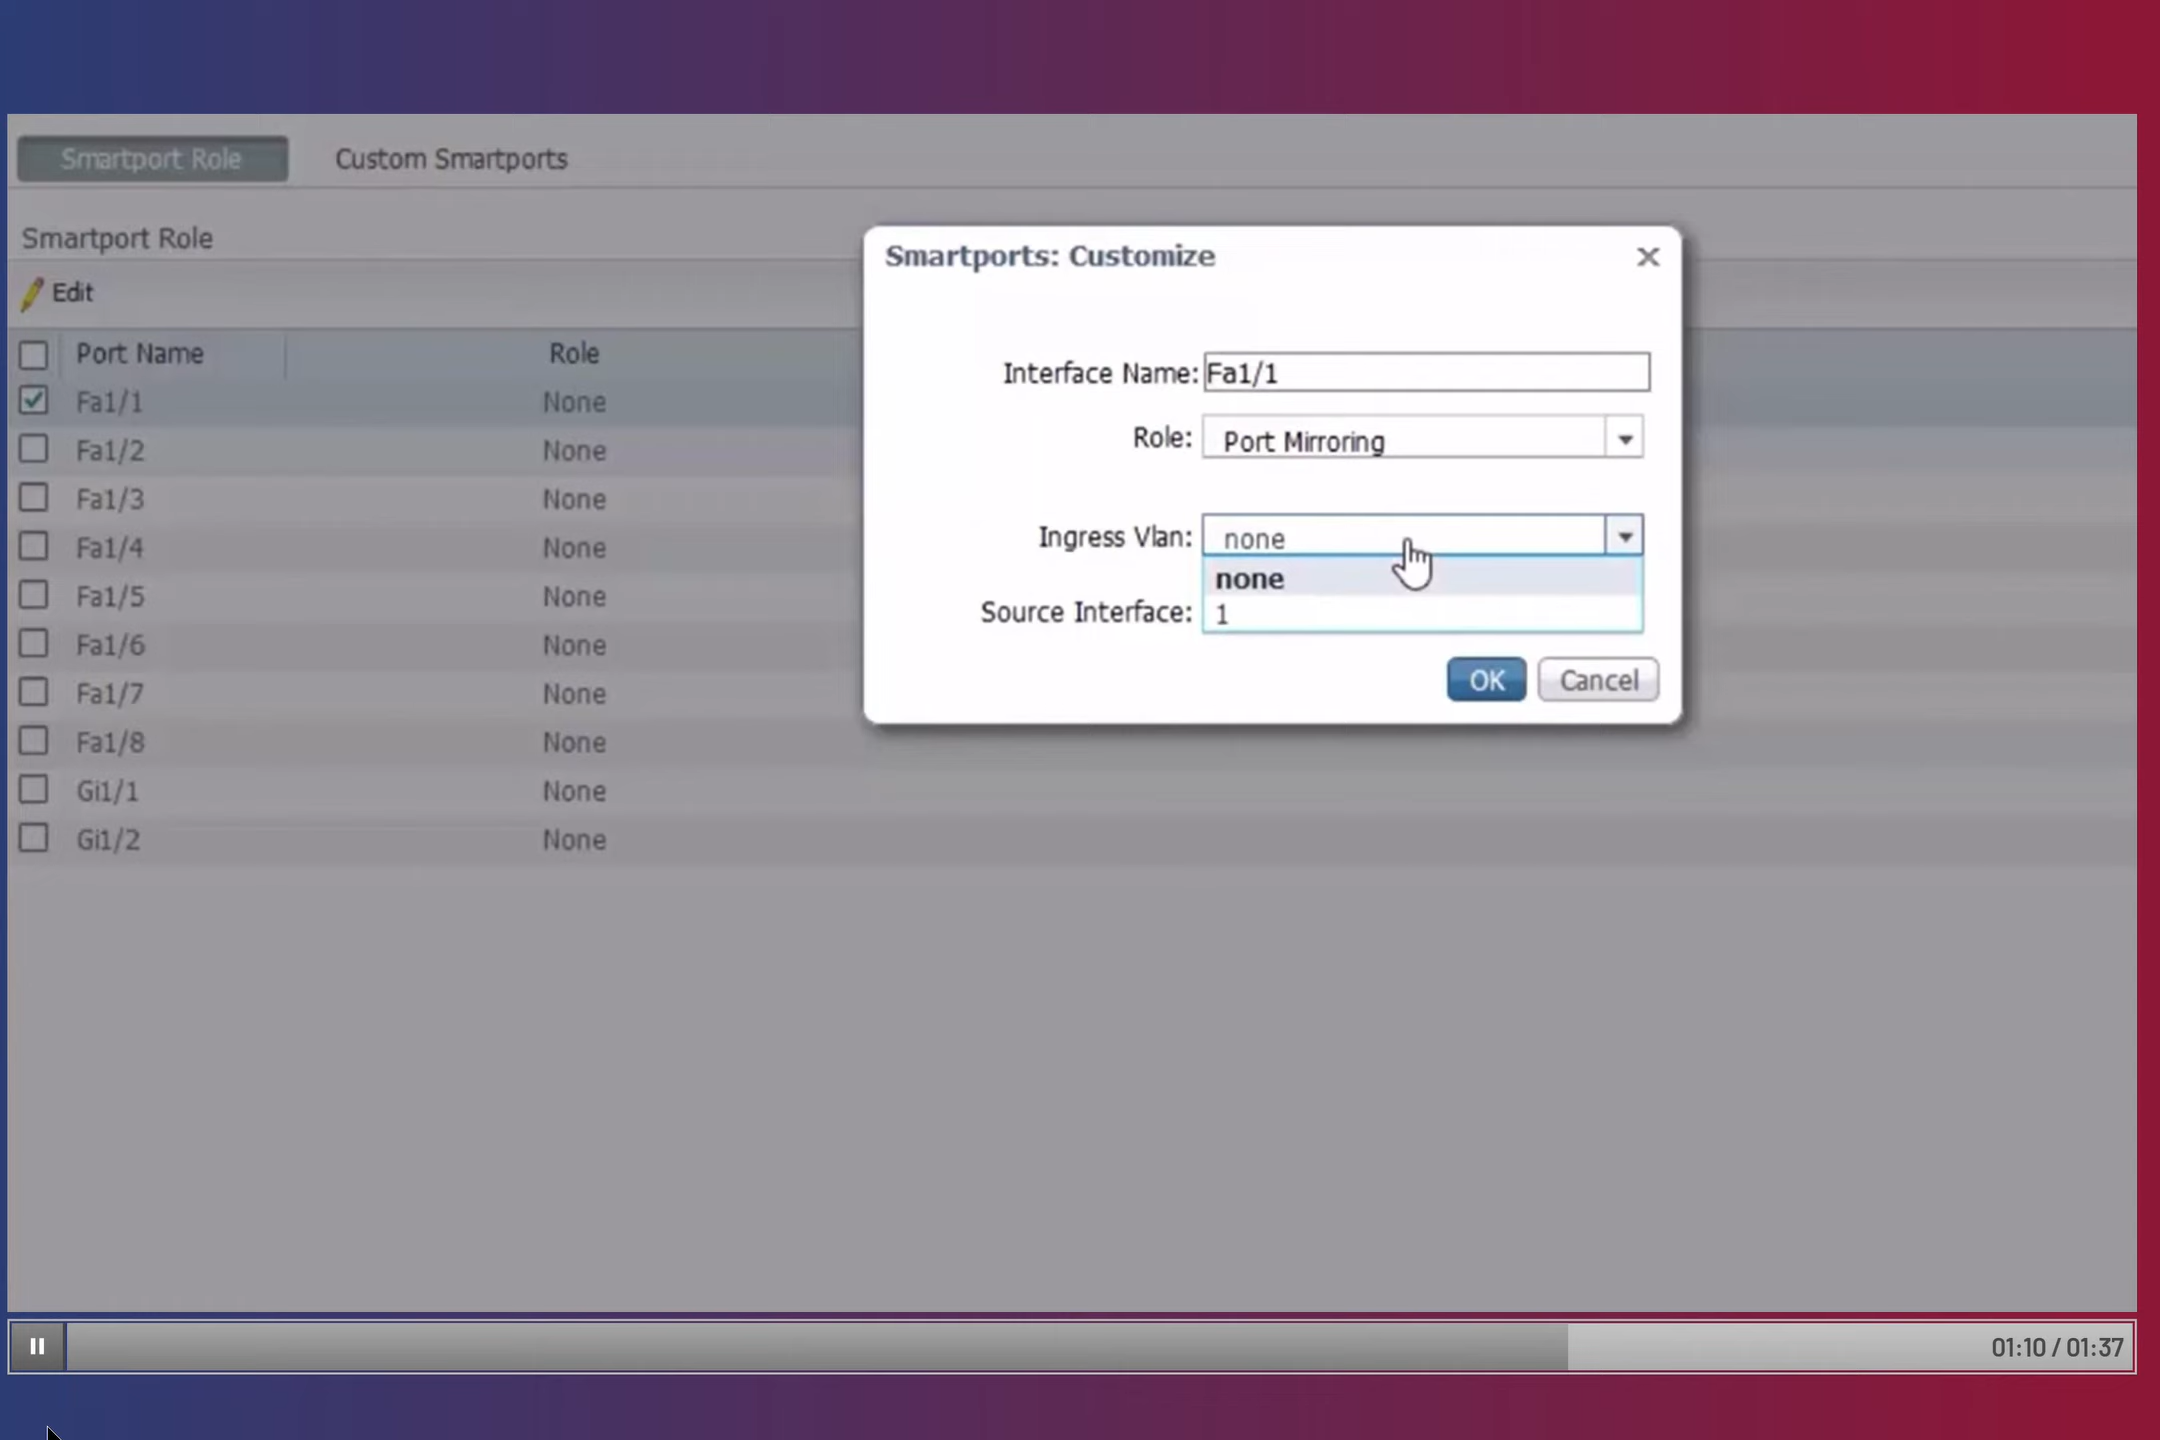 Smartport Role Custom Smartports
Smartport Role
Edit
Port Name Role
Fa1/1 None
Fa1/2 None
Fa1/3 None
Fa1/4 None
Fa1/5 None
Fa1/6 None
Fa1/7 None
Fa1/8 None
Gi1/1 None
Gi1/2 None
Smartports: Customize
Interface Name: Fa1/1
Role: Port Mirroring
Ingress Vlan: none
none
Source Interface: 1
OK Cancel
01:10 / 01:37